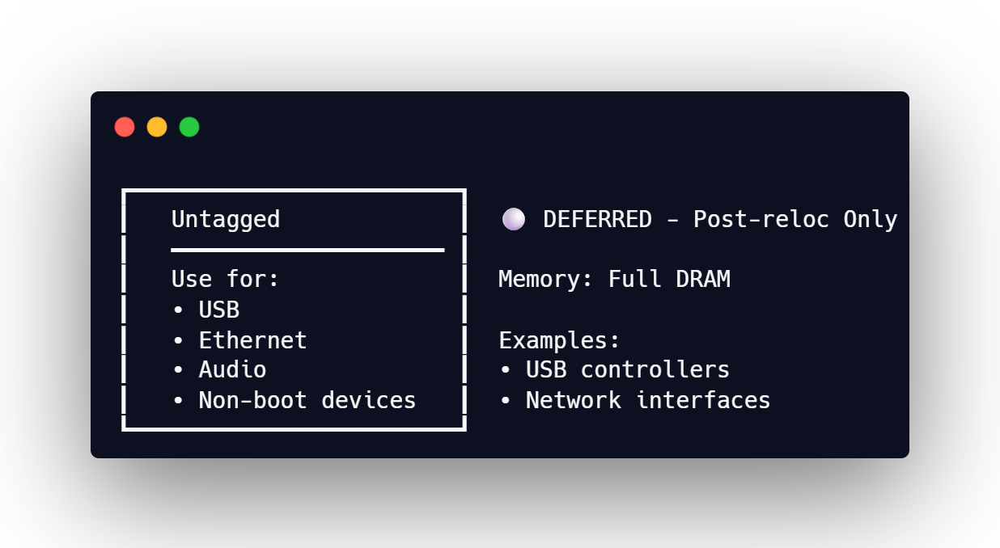 Untagged
Use for:
• USB
• Ethernet
• Audio
• Non-boot devices
DEFERRED - Post-reloc Only
Memory: Full DRAM
Examples:
• USB controllers
• Network interfaces